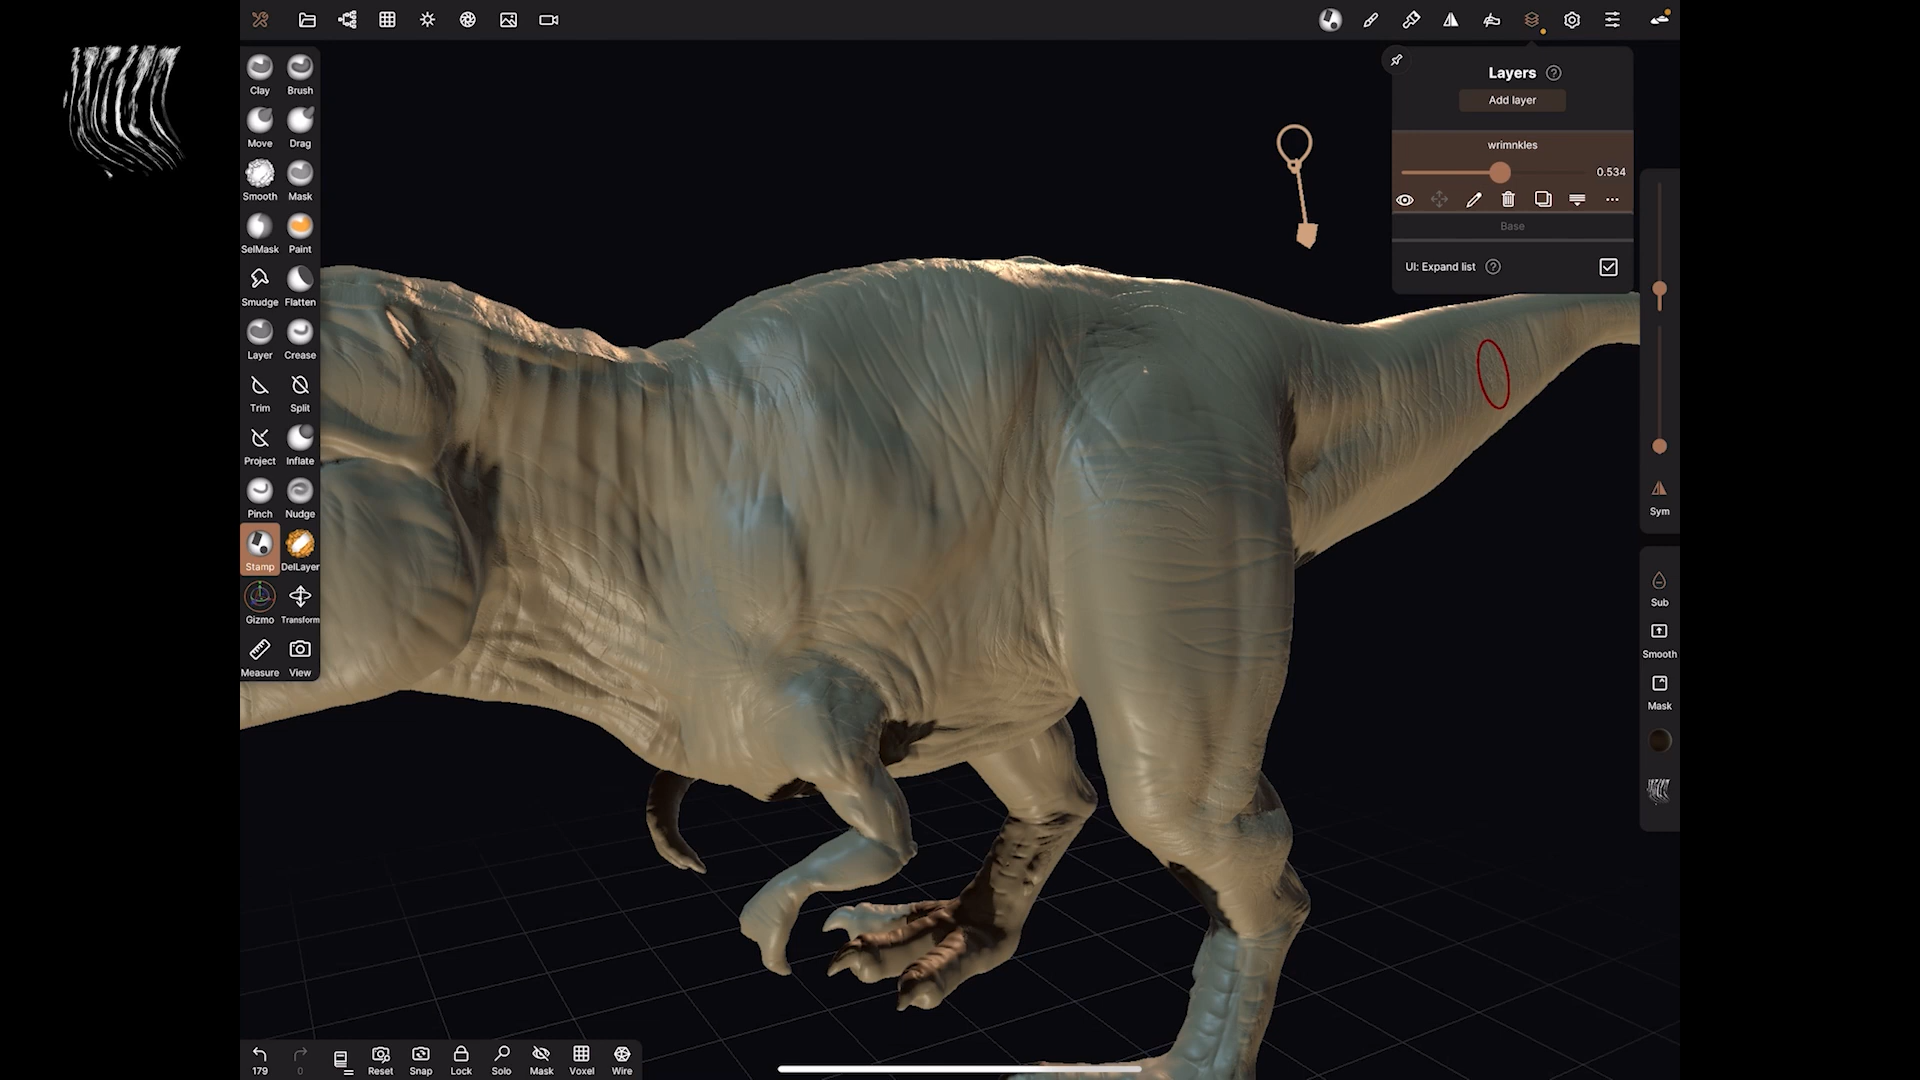 Clay Brush
Move Drag
Smooth Mask
SelMask Paint
Smudge Flatten
Layer Crease
Trim Split
Project Inflate
Pinch Nudge
Stamp DelLayer
Gizmo Transform
Measure View
Layers ?
Add layer
wrimnkles
0.534
Base
UI: Expand list ?
Sym
Sub
Smooth
Mask
179 0 Reset Snap Lock Solo Mask Voxel Wire